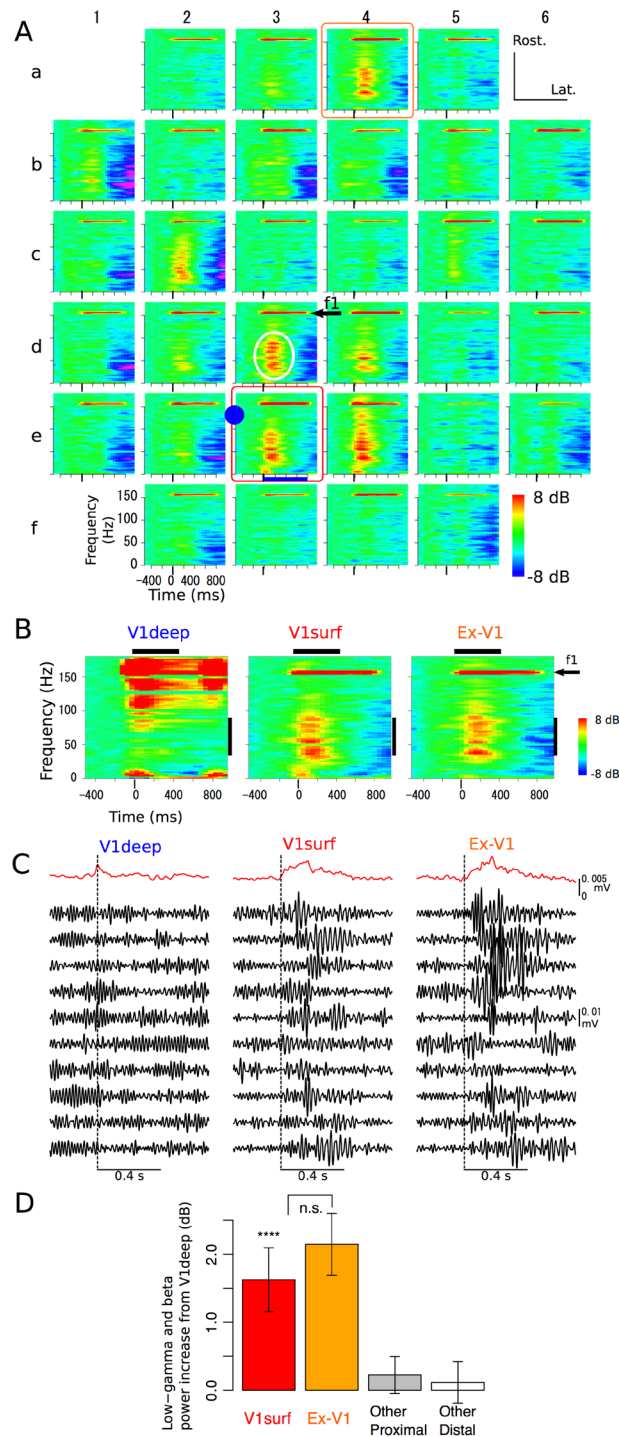 A
1 2 3 4 5 6
Rost.
Lat.
a
b
c
f1
d
e
f
Frequency (Hz)
150
100
50
0
-400 0 400 800
Time (ms)
8 dB
-8 dB
B
V1deep V1surf Ex-V1
f1
Frequency (Hz)
150
100
50
0
8 dB
-8 dB
-400 0 400 800 -400 0 400 800 -400 0 400 800
Time (ms)
C
V1deep V1surf Ex-V1
0.005 mV
0
0.01 mV
0.4 s 0.4 s 0.4 s
D
n.s.
****
Low-gamma and beta
power increase from V1deep (dB)
2.0
1.0
0.0
V1surf Ex-V1 Other Proximal Other Distal